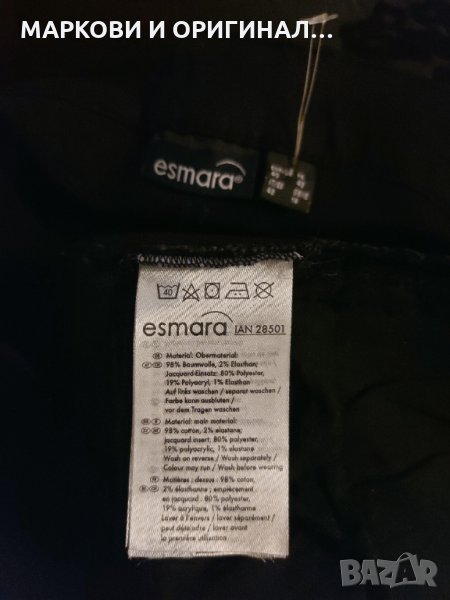 МАРКОВИ И ОРИГИНАЛ...
esmara®
40
esmara IAN 28501
Material: Obermaterial:
98% Baumwolle, 2% Elasthan;
Jacquard-Einsatz: 80% Polyester,
19% Polyacryl, 1% Elasthan
Auf links waschen / separat waschen /
Farbe kann ausbluten /
vor dem Tragen waschen
Material: main material:
98% cotton, 2% elastane;
jacquard insert: 80% polyester,
19% polyacrylic, 1% elastane
Wash on reverse / Wash separately /
Colour may run / Wash before wearing
Matières : dessus : 98% coton,
2% élasthanne ; empiècement
en jacquard : 80% polyester,
19% acrylique, 1% élasthanne
Laver à l'envers / laver séparément /
peut déteindre / laver avant
la première utilisation
BAZAR